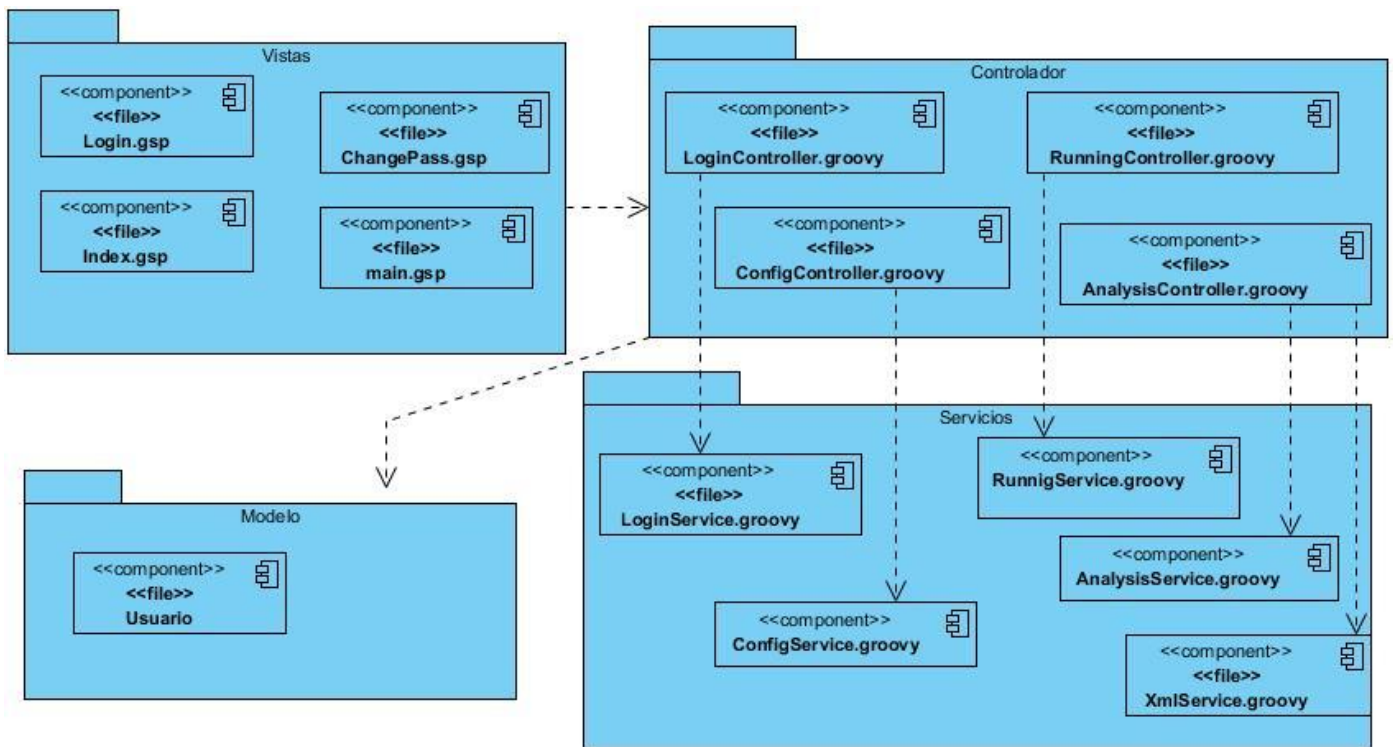 Vistas
<<component>>
<<file>>
Login.gsp
<<component>>
<<file>>
ChangePass.gsp
<<component>>
<<file>>
Index.gsp
<<component>>
<<file>>
main.gsp
Controlador
<<component>>
<<file>>
LoginController.groovy
<<component>>
<<file>>
RunningController.groovy
<<component>>
<<file>>
ConfigController.groovy
<<component>>
<<file>>
AnalysisController.groovy
Modelo
<<component>>
<<file>>
Usuario
Servicios
<<component>>
<<file>>
LoginService.groovy
<<component>>
RunnigService.groovy
<<component>>
AnalysisService.groovy
<<component>>
ConfigService.groovy
<<component>>
<<file>>
XmlService.groovy